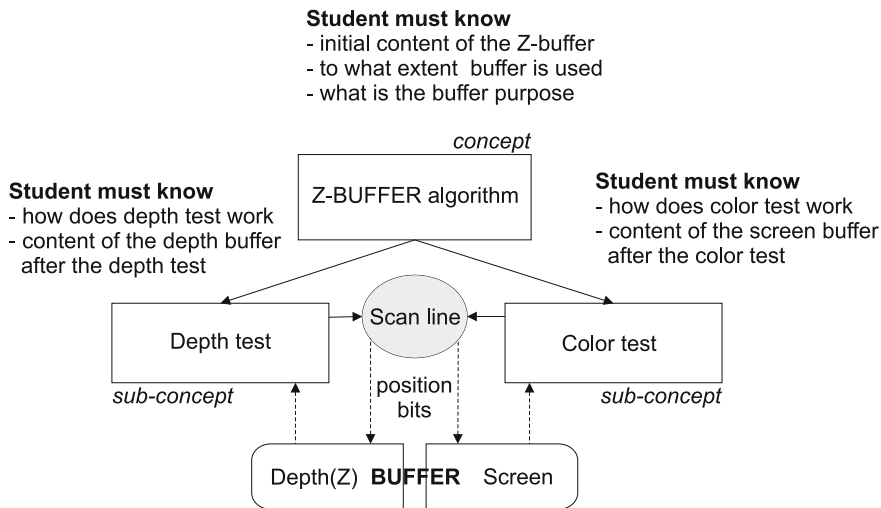 Student must know
- initial content of the Z-buffer
- to what extent buffer is used
- what is the buffer purpose
concept
Z-BUFFER algorithm
Student must know
- how does depth test work
- content of the depth buffer
after the depth test
Student must know
- how does color test work
- content of the screen buffer
after the color test
Depth test
sub-concept
Scan line
Color test
sub-concept
position
bits
Depth(Z) BUFFER Screen